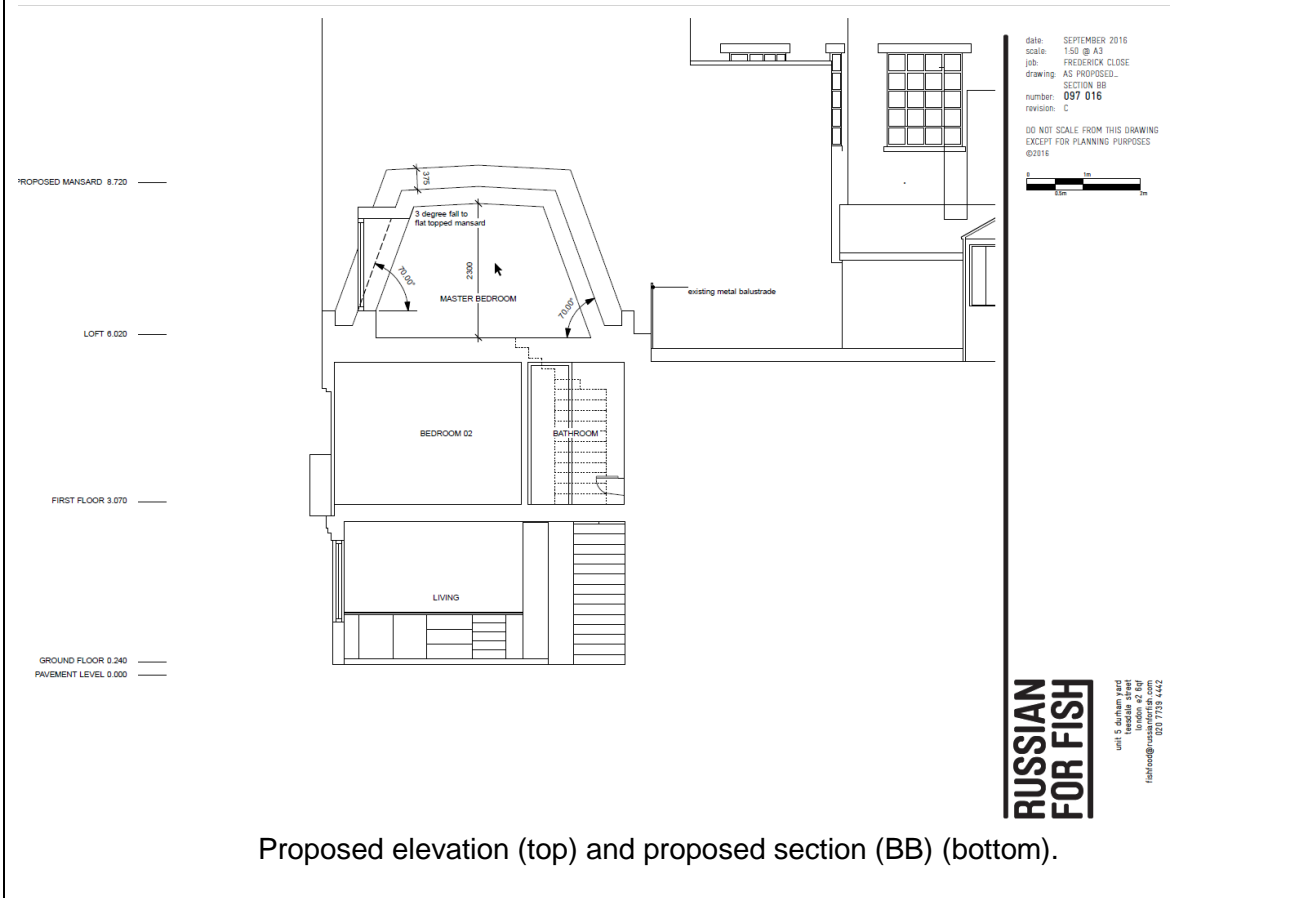 date: SEPTEMBER 2016
scale: 1:50 @ A3
job: FREDERICK CLOSE
drawing: AS PROPOSED_
SECTION BB
number: 097 016
revision: C
DO NOT SCALE FROM THIS DRAWING
EXCEPT FOR PLANNING PURPOSES
©2016
0 1m
0.5m 2m
PROPOSED MANSARD 8.720
375
3 degree fall to
flat topped mansard
70.00°
2300
MASTER BEDROOM
70.00°
existing metal balustrade
LOFT 6.020
BEDROOM 02
BATHROOM
FIRST FLOOR 3.070
LIVING
GROUND FLOOR 0.240
PAVEMENT LEVEL 0.000
RUSSIAN
FOR FISH
unit 5 durham yard
teesdale street
london e2 6qf
fishfood@russianforfish.com
020 7739 4442
Proposed elevation (top) and proposed section (BB) (bottom).